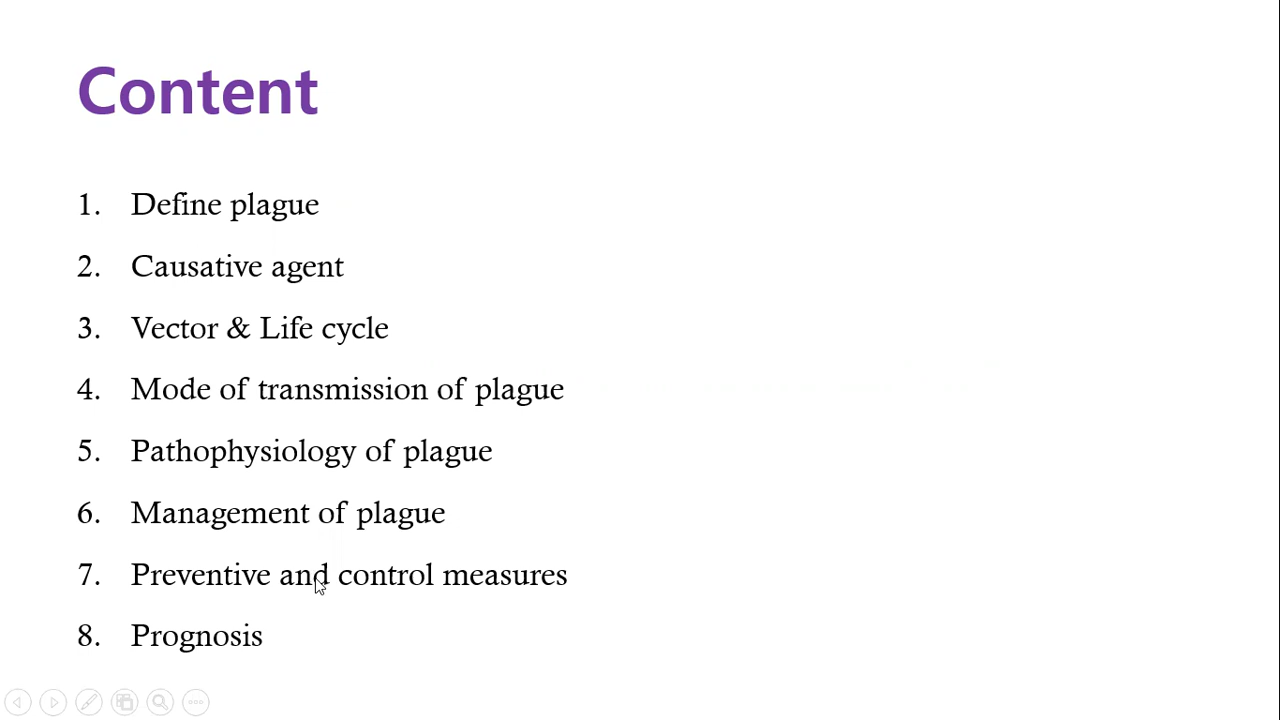 Content
1. Define plague
2. Causative agent
3. Vector & Life cycle
4. Mode of transmission of plague
5. Pathophysiology of plague
6. Management of plague
7. Preventive and control measures
8. Prognosis